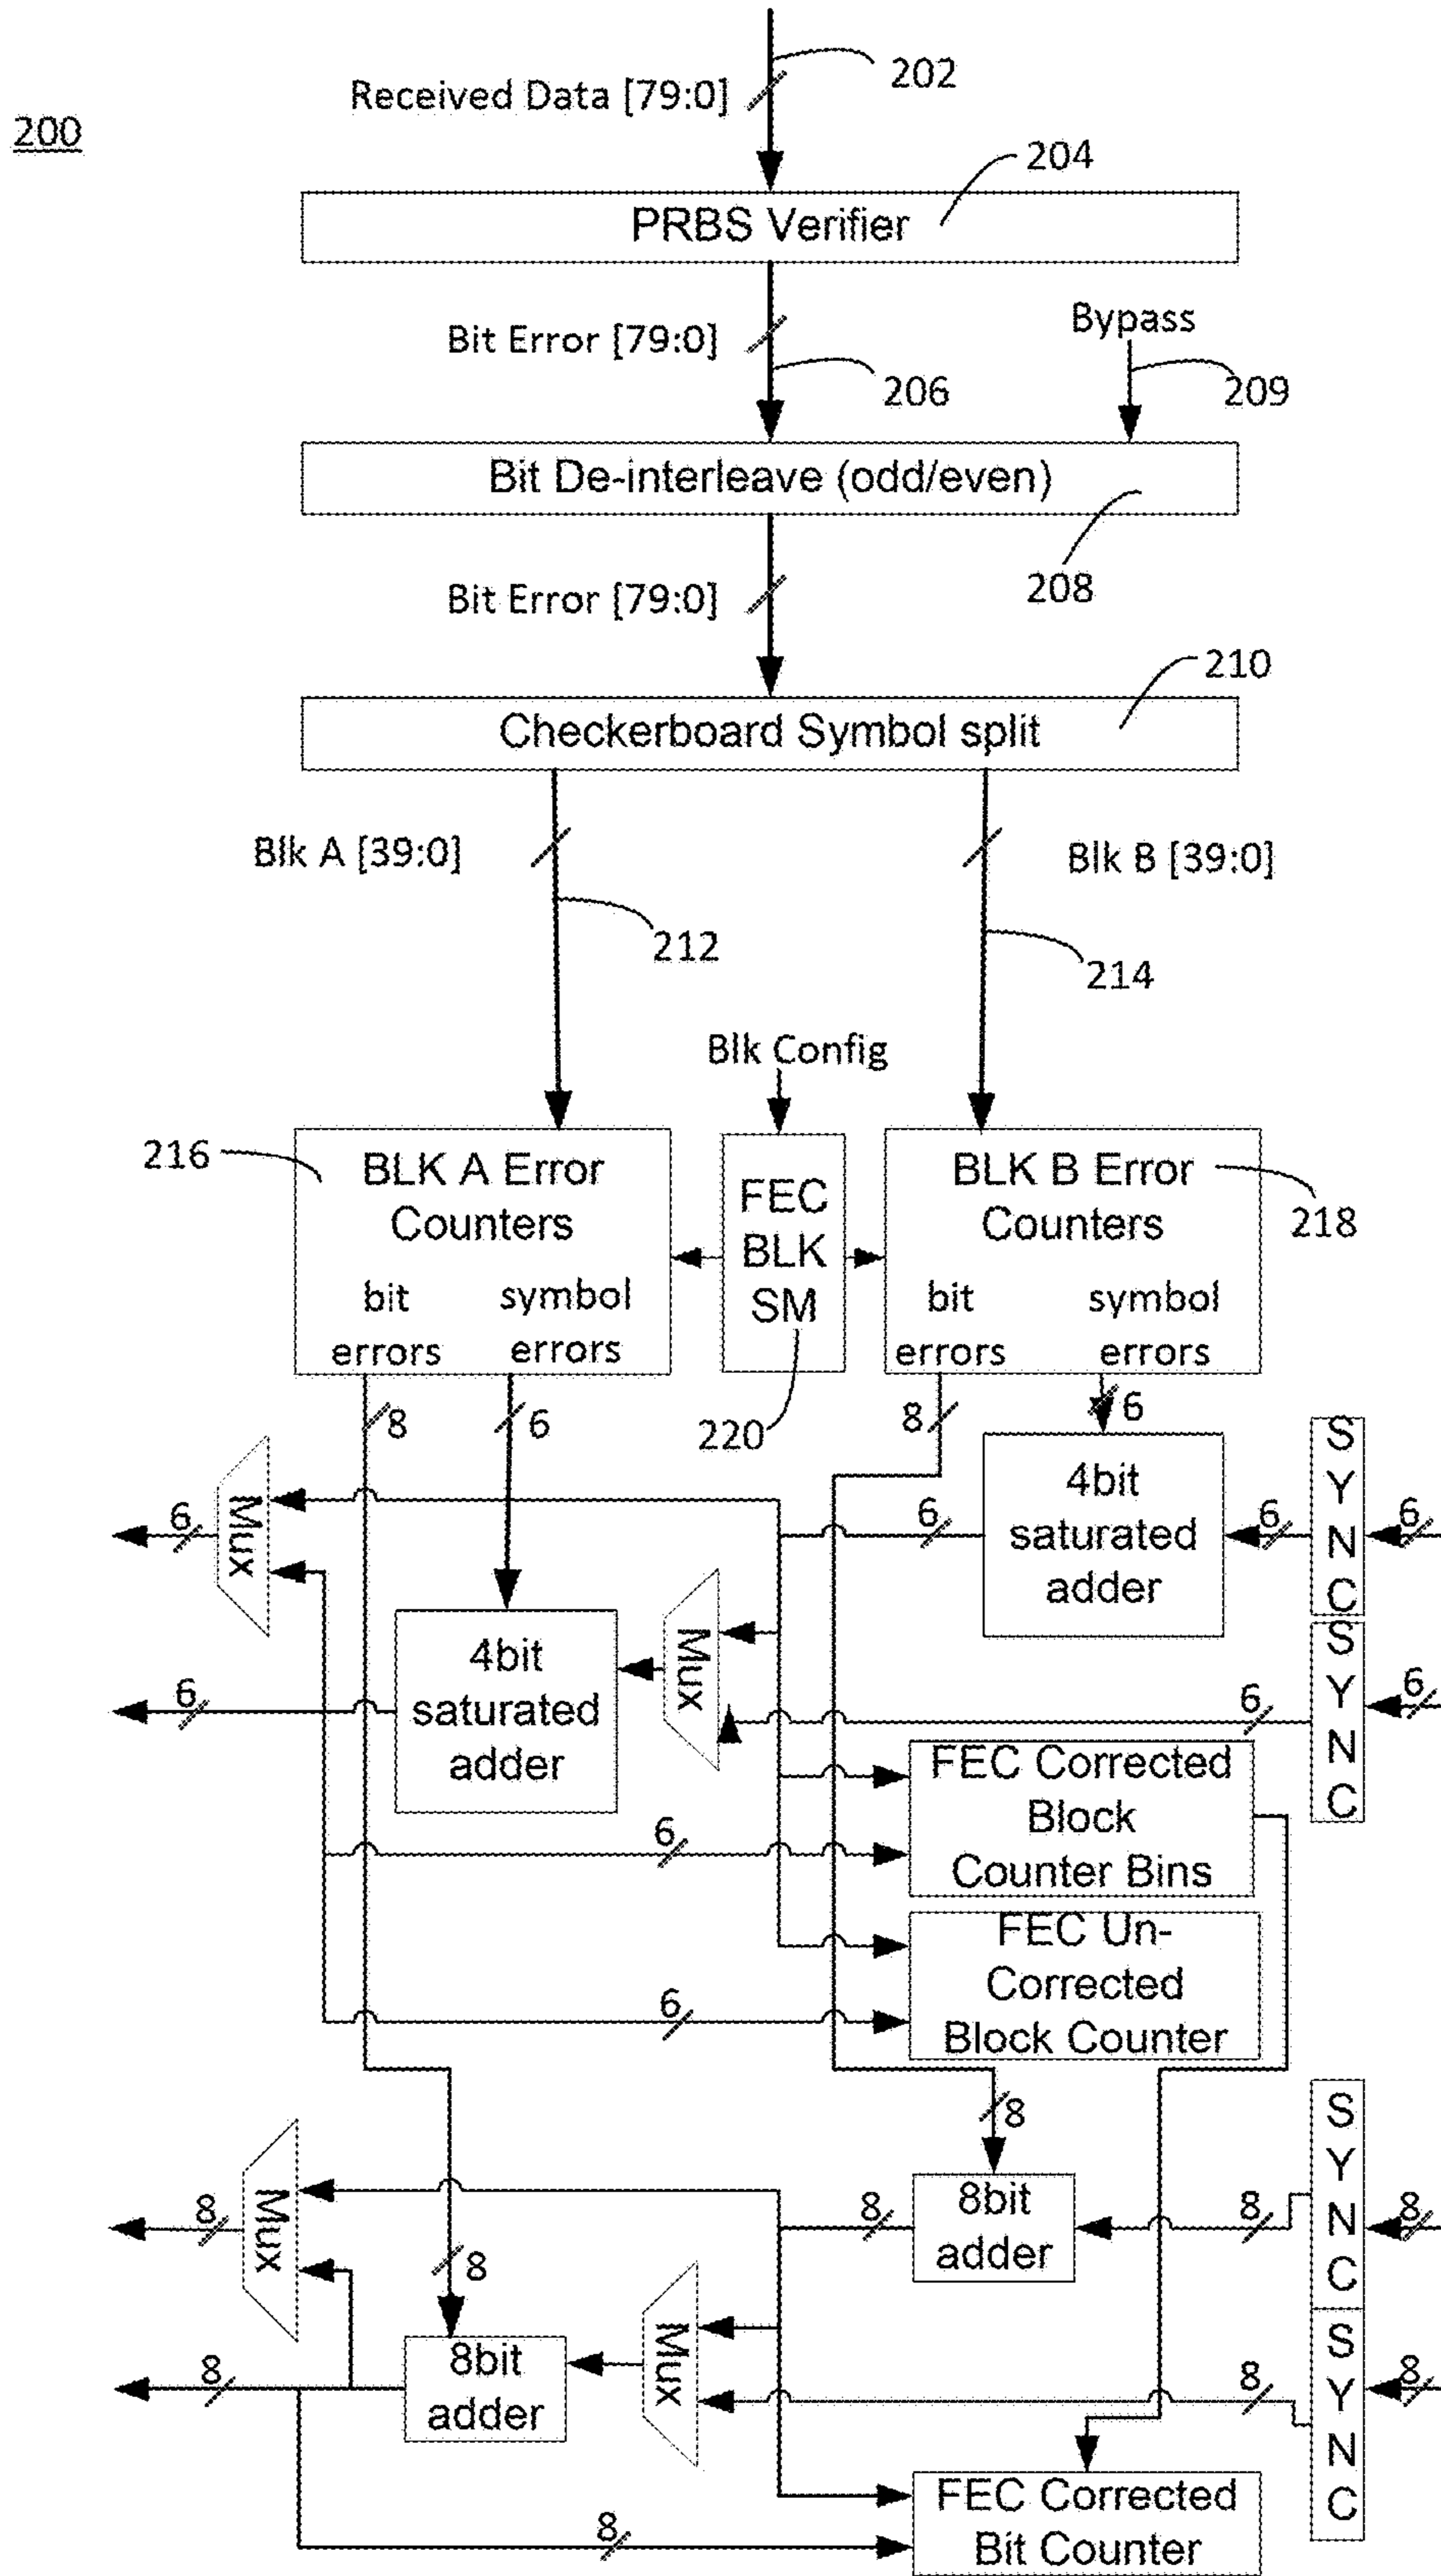 200
Received Data [79:0]
202
204
PRBS Verifier
Bit Error [79:0]
206
Bypass
209
Bit De-interleave (odd/even)
208
Bit Error [79:0]
210
Checkerboard Symbol split
Blk A [39:0]
212
Blk B [39:0]
214
Blk Config
216
BLK A Error
Counters
bit
errors
symbol
errors
FEC
BLK
SM
220
BLK B Error
Counters
218
bit
errors
symbol
errors
8
6
8
6
SYNC
4bit
saturated
adder
6
6
6
Mux
6
SYNC
4bit
saturated
adder
6
Mux
6
6
FEC Corrected
Block
Counter Bins
6
FEC Un-
Corrected
Block Counter
6
8
SYNC
8bit
adder
8
8
8
Mux
8
8
SYNC
8bit
adder
8
Mux
8
8
FEC Corrected
Bit Counter
8